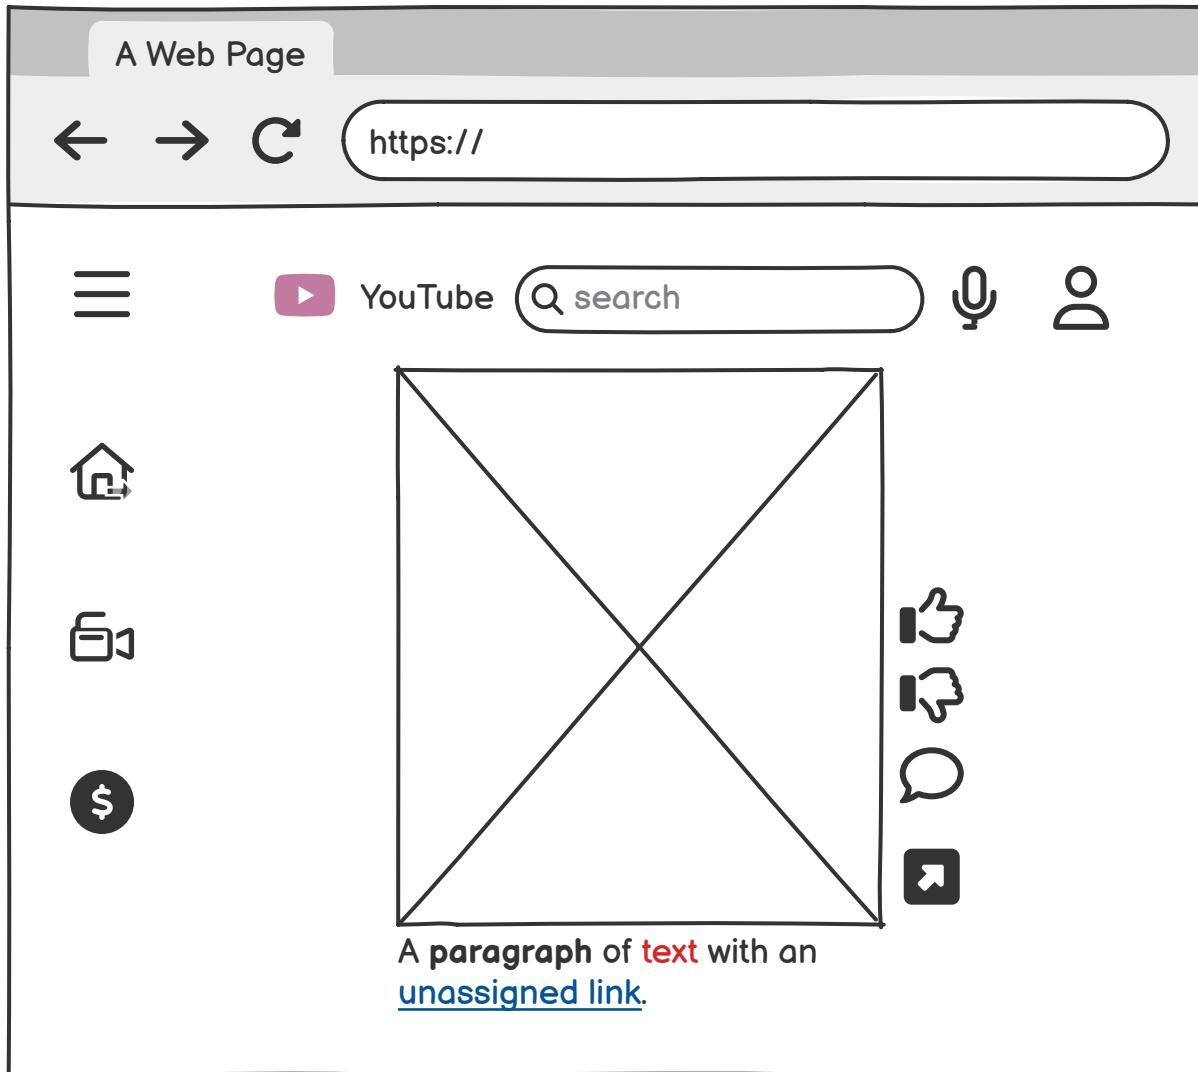 A Web Page
https://
YouTube
search
$
A paragraph of text with an
unassigned link.